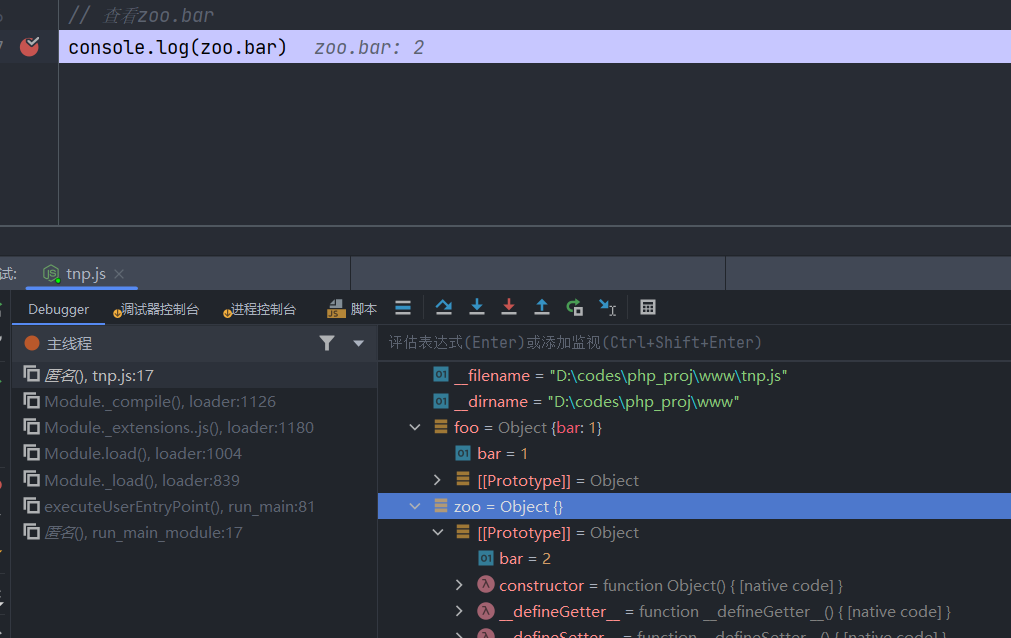 // 查看zoo.bar
console.log(zoo.bar) zoo.bar: 2
试:
tnp.js
Debugger 调试器控制台 进程控制台 脚本
主线程
评估表达式(Enter)或添加监视(Ctrl+Shift+Enter)
匿名(), tnp.js:17
Module._compile(), loader:1126
Module._extensions..js(), loader:1180
Module.load(), loader:1004
Module._load(), loader:839
executeUserEntryPoint(), run_main:81
匿名(), run_main_module:17
__filename = "D:\codes\php_proj\www\tnp.js"
__dirname = "D:\codes\php_proj\www"
foo = Object {bar: 1}
bar = 1
[[Prototype]] = Object
zoo = Object {}
[[Prototype]] = Object
bar = 2
constructor = function Object() { [native code] }
__defineGetter__ = function __defineGetter__() { [native code] }
__defineSetter__ = function __defineSetter__() { [native code] }